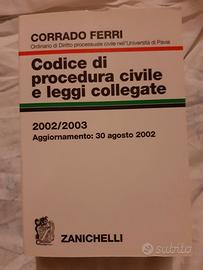 CORRADO FERRI
Ordinario di Diritto processuale civile nell'Università di Pavia
Codice di
procedura civile
e leggi collegate
2002/2003
Aggiornamento: 30 agosto 2002
ZANICHELLI
subito